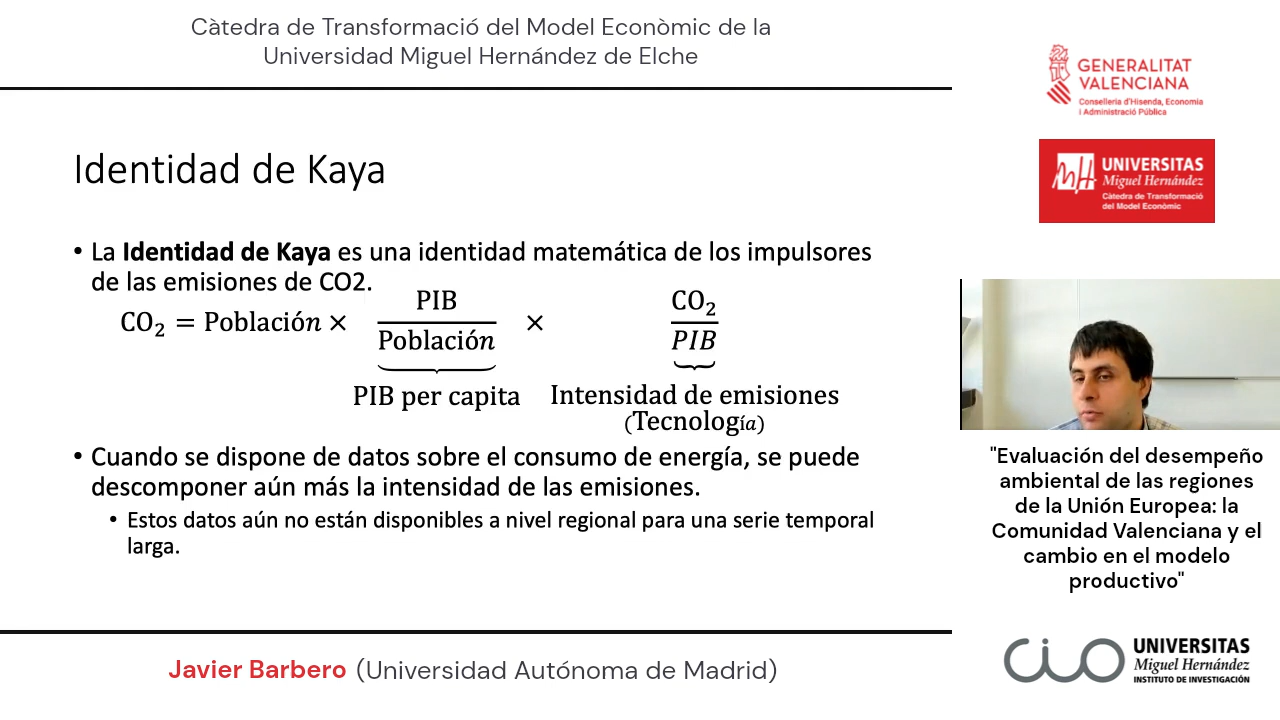 Càtedra de Transformació del Model Econòmic de la
Universidad Miguel Hernández de Elche
GENERALITAT
VALENCIANA
Conselleria d'Hisenda, Economia
i Administració Pública
UNIVERSITAS
Miguel Hernández
Càtedra de Transformació
del Model Econòmic
Identidad de Kaya
• La Identidad de Kaya es una identidad matemática de los impulsores
de las emisiones de CO2.
CO₂ = Población × PIB / Población × CO₂ / PIB
PIB per capita
Intensidad de emisiones
(Tecnología)
• Cuando se dispone de datos sobre el consumo de energía, se puede
descomponer aún más la intensidad de las emisiones.
• Estos datos aún no están disponibles a nivel regional para una serie temporal
larga.
"Evaluación del desempeño
ambiental de las regiones
de la Unión Europea: la
Comunidad Valenciana y el
cambio en el modelo
productivo"
Javier Barbero (Universidad Autónoma de Madrid)
cio
UNIVERSITAS
Miguel Hernández
INSTITUTO DE INVESTIGACIÓN